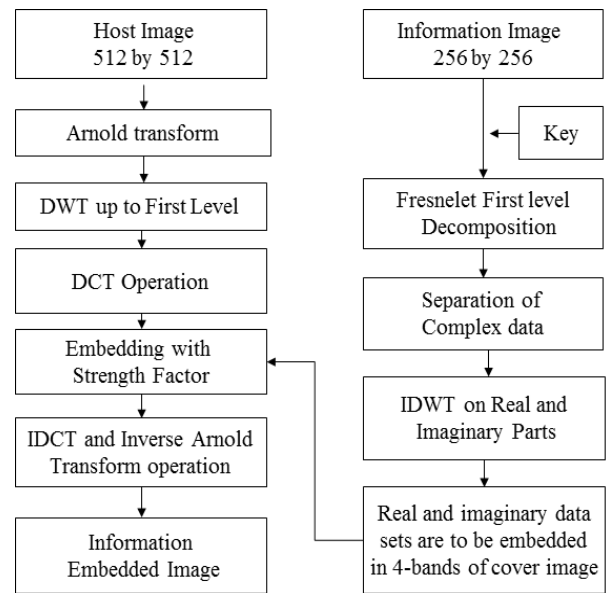 Host Image
512 by 512
Arnold transform
DWT up to First Level
DCT Operation
Embedding with
Strength Factor
IDCT and Inverse Arnold
Transform operation
Information
Embedded Image
Information Image
256 by 256
Key
Fresnelet First level
Decomposition
Separation of
Complex data
IDWT on Real and
Imaginary Parts
Real and imaginary data
sets are to be embedded
in 4-bands of cover image